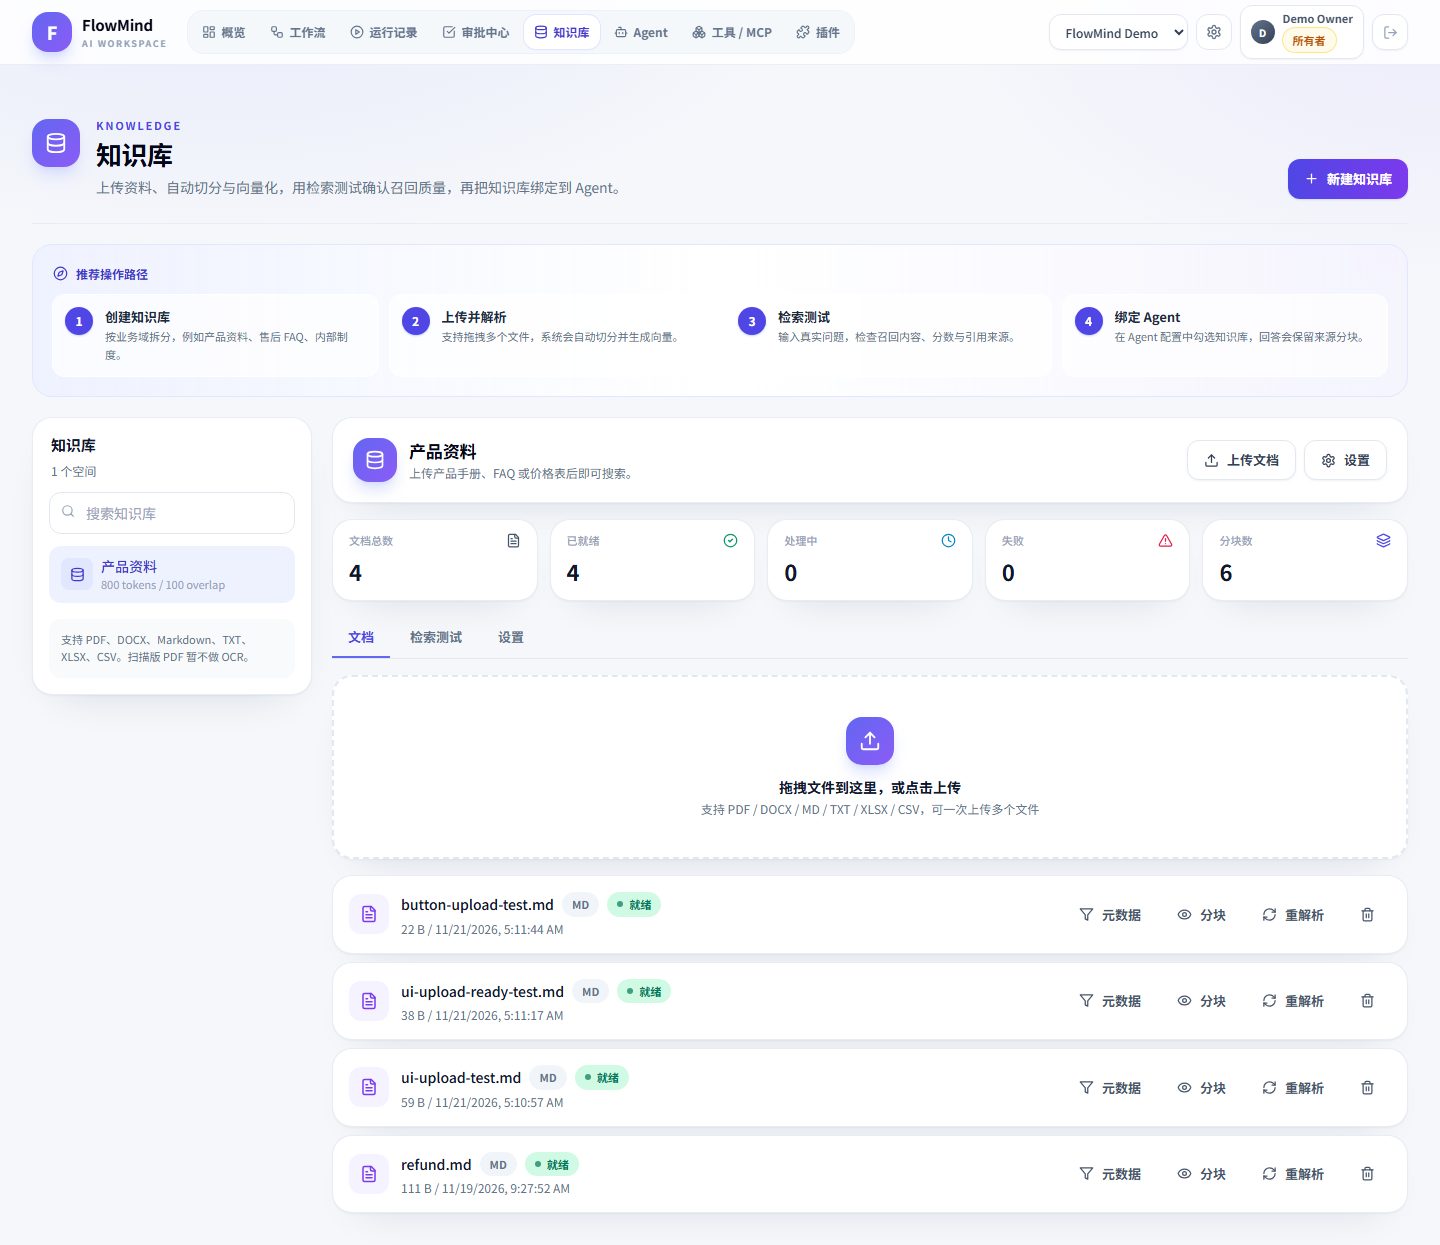 F
FlowMind
AI WORKSPACE
概览
工作流
运行记录
审批中心
知识库
Agent
工具 / MCP
插件
FlowMind Demo
D
Demo Owner
所有者
KNOWLEDGE
知识库
上传资料、自动切分与向量化，用检索测试确认召回质量，再把知识库绑定到 Agent。
新建知识库
推荐操作路径
1
创建知识库
按业务域拆分，例如产品资料、售后 FAQ、内部制
度。
2
上传并解析
支持拖拽多个文件，系统会自动切分并生成向量。
3
检索测试
输入真实问题，检查召回内容、分数与引用来源。
4
绑定 Agent
在 Agent 配置中勾选知识库，回答会保留来源分块。
知识库
1 个空间
搜索知识库
产品资料
800 tokens / 100 overlap
支持 PDF、DOCX、Markdown、TXT、
XLSX、CSV。扫描版 PDF 暂不做 OCR。
产品资料
上传产品手册、FAQ 或价格表后即可搜索。
上传文档
设置
文档总数
4
已就绪
4
处理中
0
失败
0
分块数
6
文档
检索测试
设置
拖拽文件到这里，或点击上传
支持 PDF / DOCX / MD / TXT / XLSX / CSV，可一次上传多个文件
button-upload-test.md MD 就绪
22 B / 11/21/2026, 5:11:44 AM
元数据 分块 重解析
ui-upload-ready-test.md MD 就绪
38 B / 11/21/2026, 5:11:17 AM
元数据 分块 重解析
ui-upload-test.md MD 就绪
59 B / 11/21/2026, 5:10:57 AM
元数据 分块 重解析
refund.md MD 就绪
111 B / 11/19/2026, 9:27:52 AM
元数据 分块 重解析